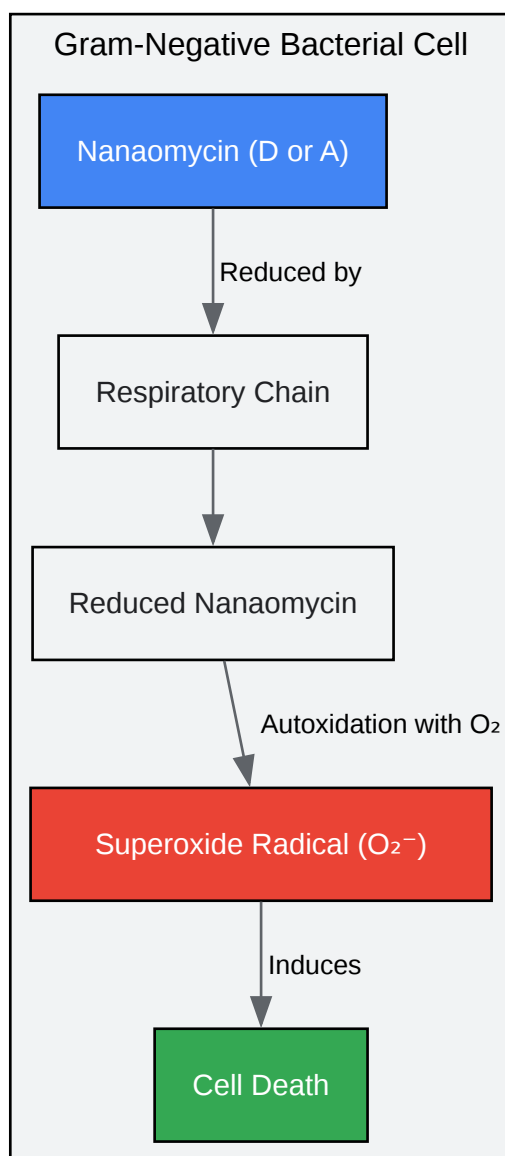 Gram-Negative Bacterial Cell
Nanaomycin (D or A)
Reduced by
Respiratory Chain
Reduced Nanaomycin
Autoxidation with O₂
Superoxide Radical (O₂⁻)
Induces
Cell Death